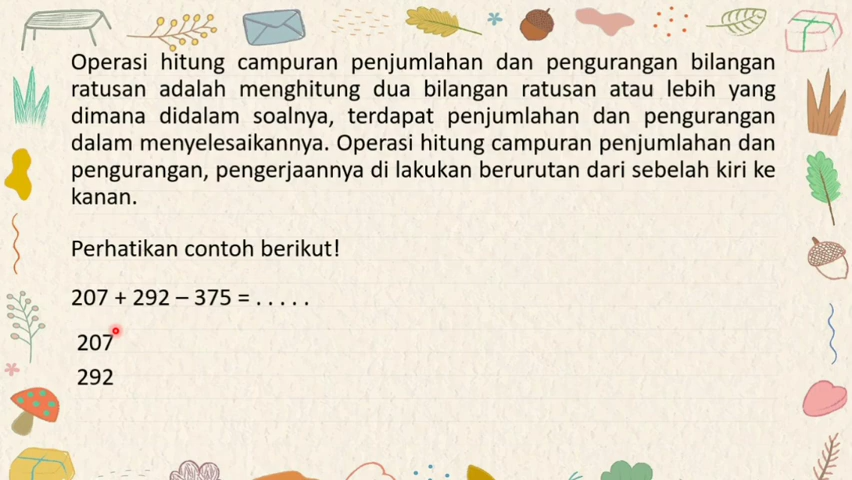 Operasi hitung campuran penjumlahan dan pengurangan bilangan
ratusan adalah menghitung dua bilangan ratusan atau lebih yang
dimana didalam soalnya, terdapat penjumlahan dan pengurangan
dalam menyelesaikannya. Operasi hitung campuran penjumlahan dan
pengurangan, pengerjaannya di lakukan berurutan dari sebelah kiri ke
kanan.
Perhatikan contoh berikut!
207 + 292 – 375 = . . . . .
207
292